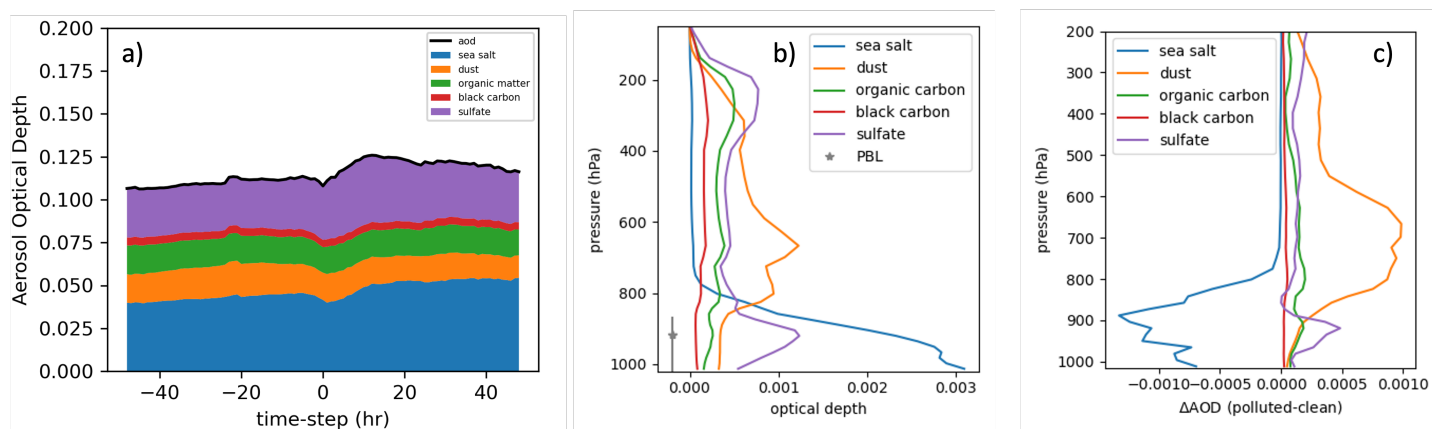 a)
0.200
0.175
0.150
0.125
0.100
0.075
0.050
0.025
0.000
Aerosol Optical Depth
−40
−20
0
20
40
time-step (hr)
aod
sea salt
dust
organic matter
black carbon
sulfate
b)
200
400
600
800
1000
pressure (hPa)
0.000
0.001
0.002
0.003
optical depth
sea salt
dust
organic carbon
black carbon
sulfate
PBL
c)
200
300
400
500
600
700
800
900
1000
pressure (hPa)
−0.0010
−0.0005
0.0000
0.0005
0.0010
ΔAOD (polluted-clean)
sea salt
dust
organic carbon
black carbon
sulfate